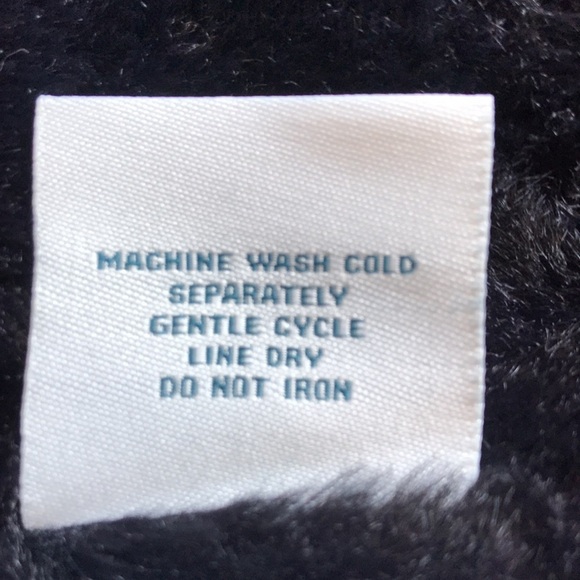 MACHINE WASH COLD
SEPARATELY
GENTLE CYCLE
LINE DRY
DO NOT IRON